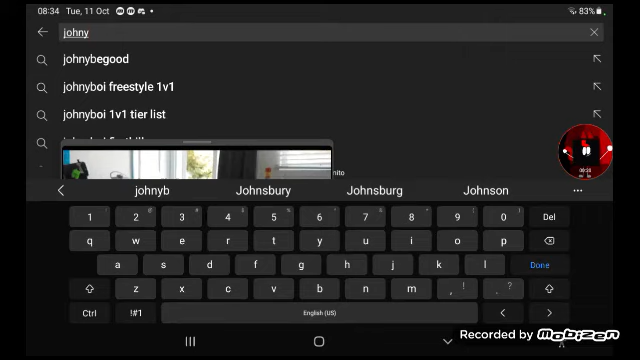 08:34 Tue, 11 Oct 83%
johny
johnybegood
johnyboi freestyle 1v1
johnyboi 1v1 tier list
nito
johnyb Johnsbury Johnsburg Johnson
1 2 3 4 5 6 7 8 9 0 Del
q w e r t y u i o p
a s d f g h j k l Done
z x c v b n m , ! . ?
Ctrl !#1 English (US)
Recorded by Mobizen